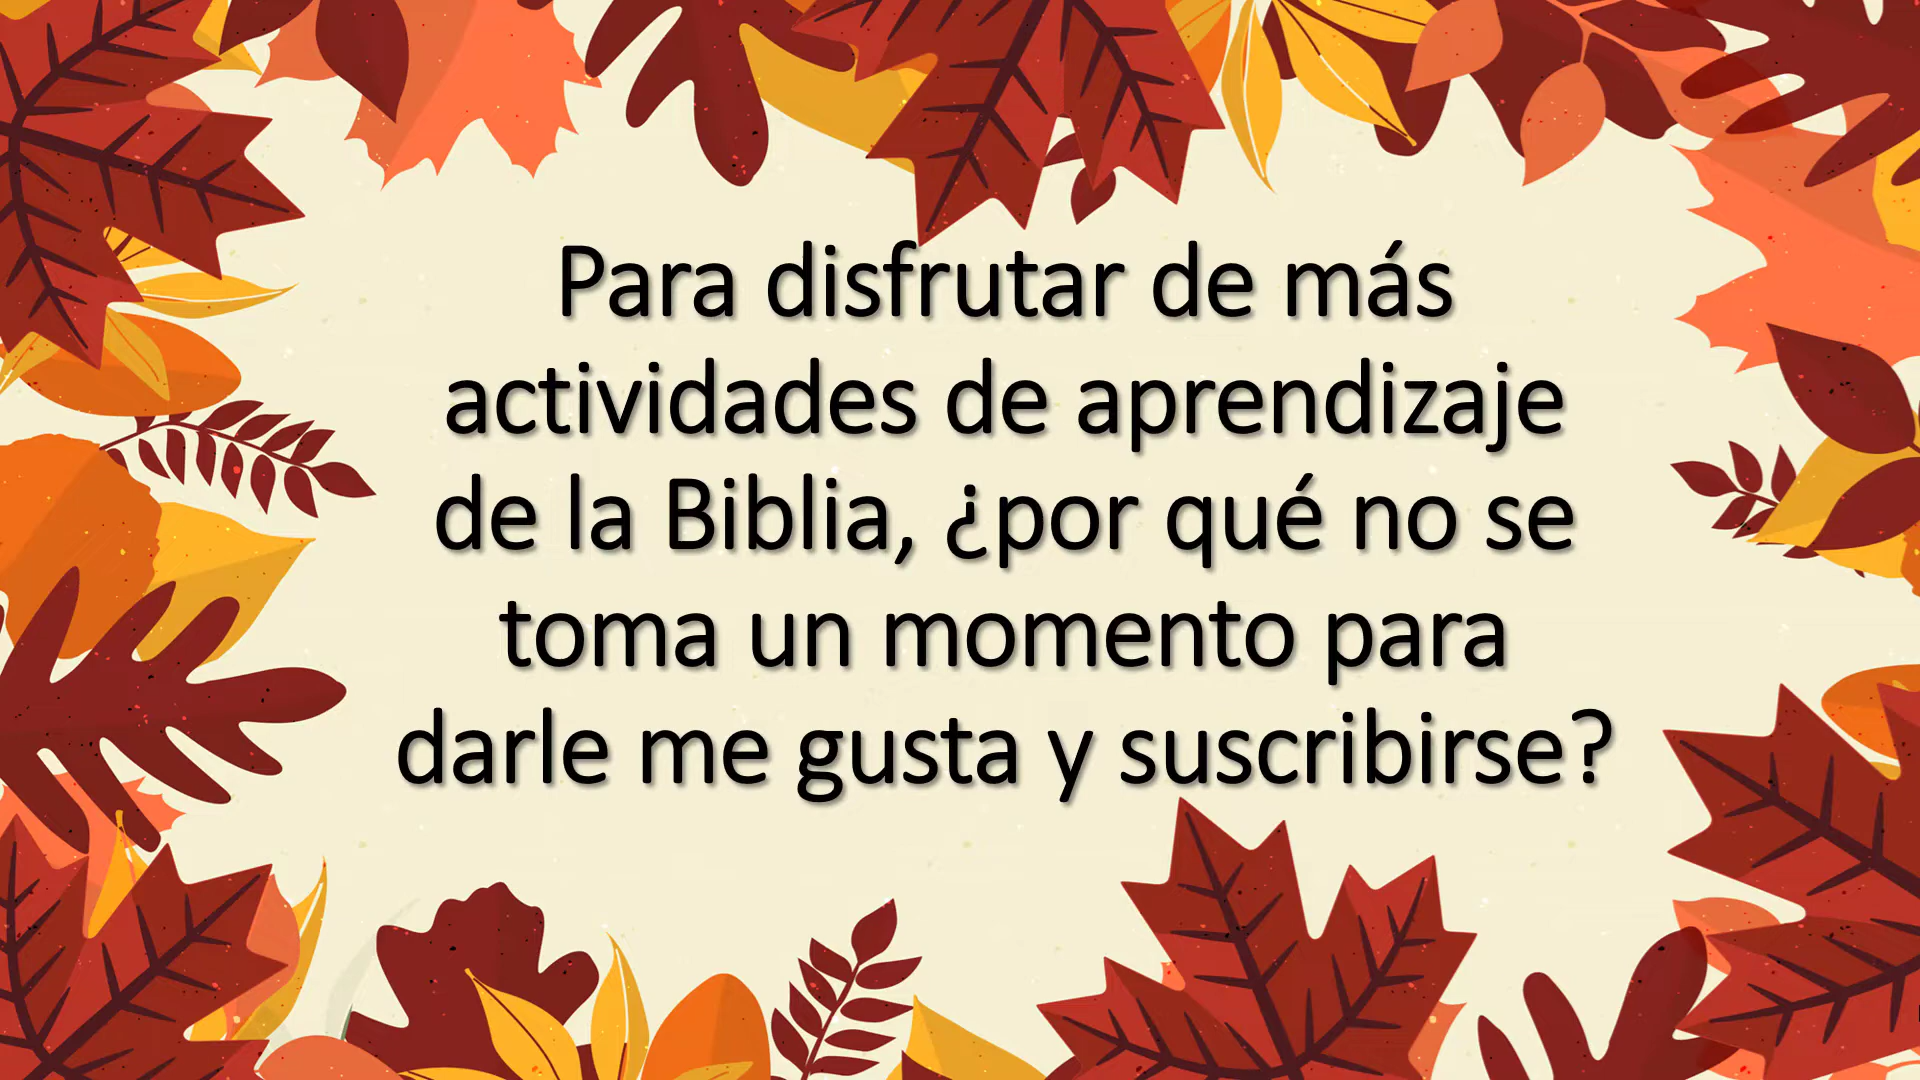 Para disfrutar de más
actividades de aprendizaje
de la Biblia, ¿por qué no se
toma un momento para
darle me gusta y suscribirse?